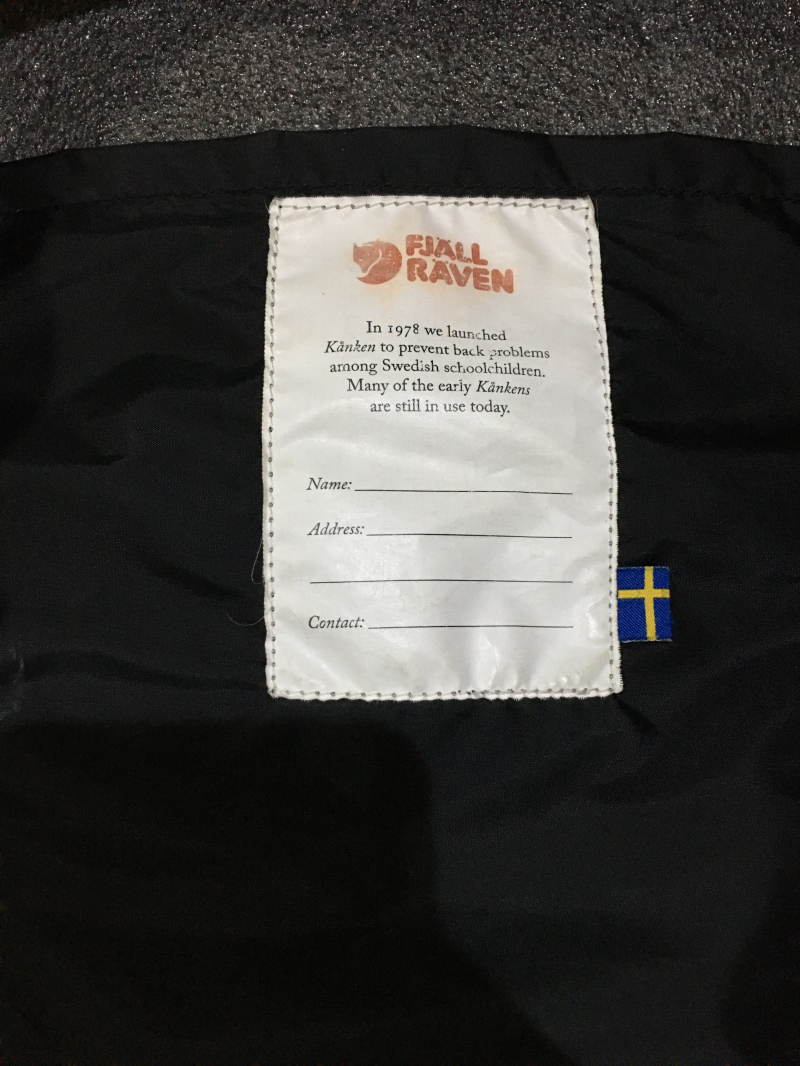 FJÄLL
RÄVEN
In 1978 we launched
Kånken to prevent back problems
among Swedish schoolchildren.
Many of the early Kånkens
are still in use today.
Name:
Address:
Contact: